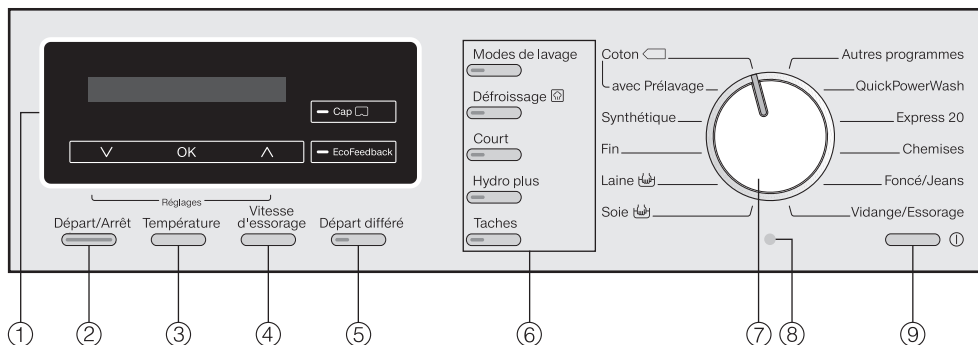 Cap
OK
EcoFeedback
Réglages
Départ/Arrêt
Température
Vitesse
d'essorage
Départ différé
Modes de lavage
Défroissage
Court
Hydro plus
Taches
Coton
avec Prélavage
Synthétique
Fin
Laine
Soie
Autres programmes
QuickPowerWash
Express 20
Chemises
Foncé/Jeans
Vidange/Essorage
① ② ③ ④ ⑤ ⑥ ⑦ ⑧ ⑨